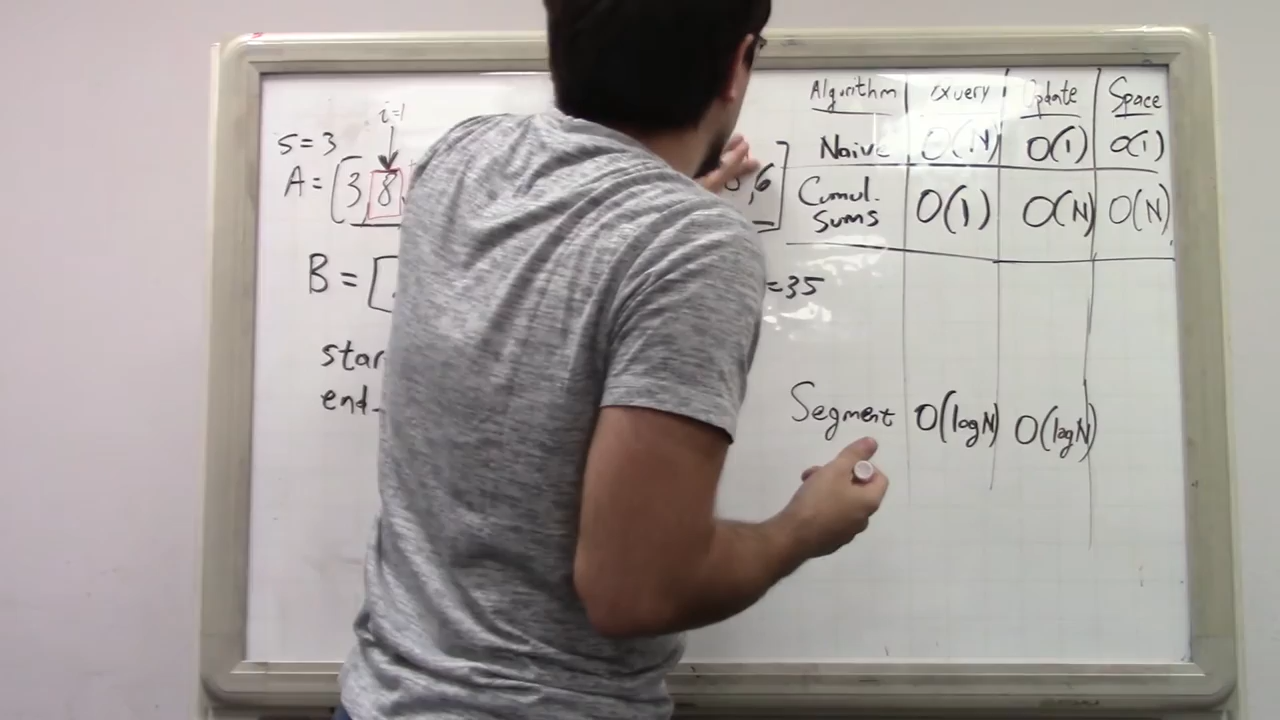 i=1
s=3
A=[3,8,
,6]
B=[
=35
star
end
Algorithm Query Update Space
Naive O(N) O(1) O(1)
Cumul. Sums O(1) O(N) O(N)
Segment O(logN) O(logN)